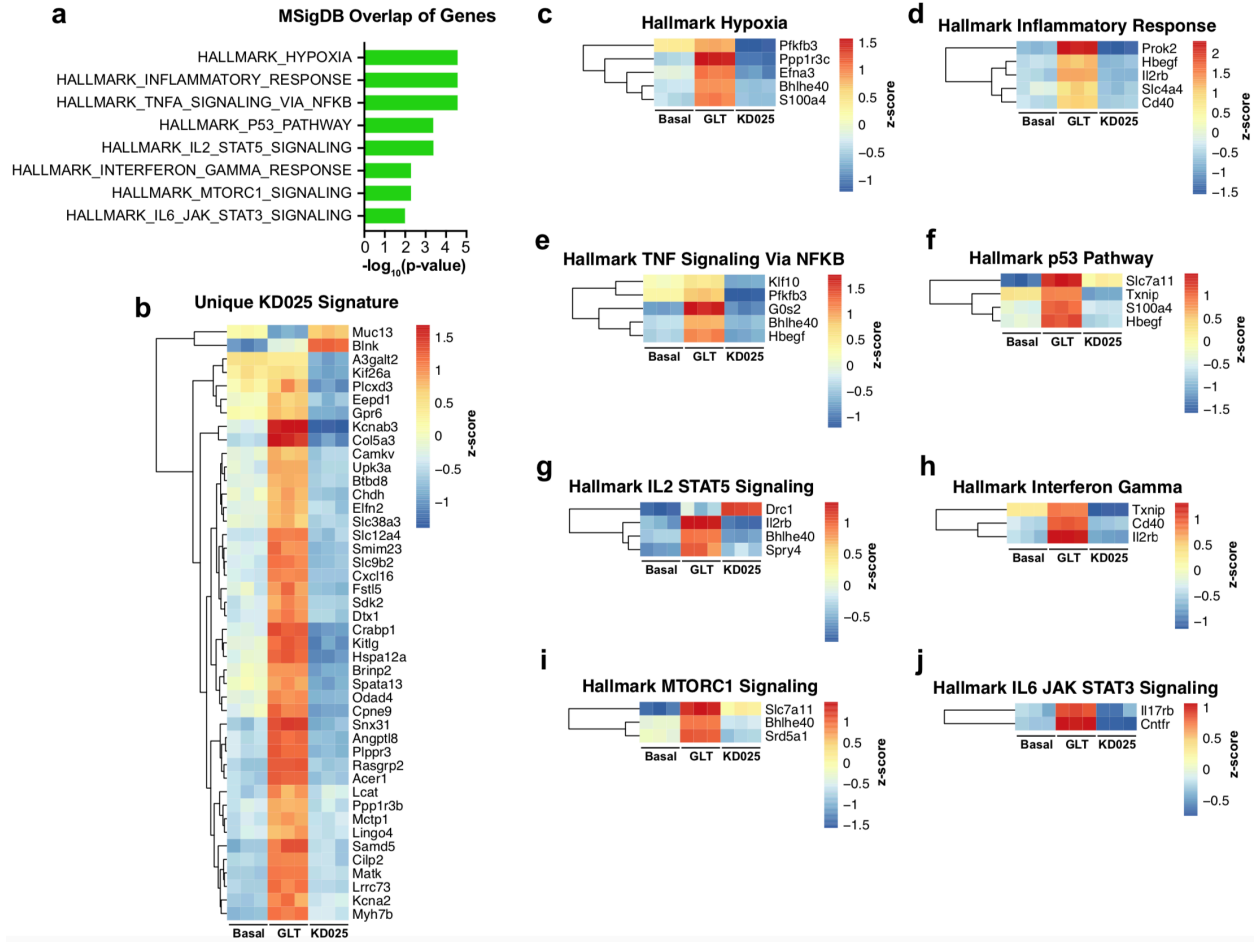 a
MSigDB Overlap of Genes
HALLMARK_HYPOXIA
HALLMARK_INFLAMMATORY_RESPONSE
HALLMARK_TNFA_SIGNALING_VIA_NFKB
HALLMARK_P53_PATHWAY
HALLMARK_IL2_STAT5_SIGNALING
HALLMARK_INTERFERON_GAMMA_RESPONSE
HALLMARK_MTORC1_SIGNALING
HALLMARK_IL6_JAK_STAT3_SIGNALING
0 1 2 3 4 5
-log10(p-value)
b
Unique KD025 Signature
Muc13
Blnk
A3galt2
Kif26a
Plcxd3
Eepd1
Gpr6
Kcnab3
Col5a3
Camkv
Upk3a
Btbd8
Chdh
Elfn2
Slc38a3
Slc12a4
Smim23
Slc9b2
Cxcl16
Fstl5
Sdk2
Dtx1
Crabp1
Kitlg
Hspa12a
Brinp2
Spata13
Odad4
Cpne9
Snx31
Angptl8
Plppr3
Rasgrp2
Acer1
Lcat
Ppp1r3b
Mctp1
Lingo4
Samd5
Cilp2
Matk
Lrrc73
Kcna2
Myh7b
Basal GLT KD025
1.5
1
0.5
0
−0.5
−1
z-score
c
Hallmark Hypoxia
Pfkfb3
Ppp1r3c
Efna3
Bhlhe40
S100a4
Basal GLT KD025
1.5
1
0.5
0
−0.5
−1
z-score
d
Hallmark Inflammatory Response
Prok2
Hbegf
Il2rb
Slc4a4
Cd40
Basal GLT KD025
2
1.5
1
0.5
0
−0.5
−1
−1.5
z-score
e
Hallmark TNF Signaling Via NFKB
Klf10
Pfkfb3
G0s2
Bhlhe40
Hbegf
Basal GLT KD025
1.5
1
0.5
0
−0.5
−1
z-score
f
Hallmark p53 Pathway
Slc7a11
Txnip
S100a4
Hbegf
Basal GLT KD025
1
0.5
0
−0.5
−1
−1.5
z-score
g
Hallmark IL2 STAT5 Signaling
Drc1
Il2rb
Bhlhe40
Spry4
Basal GLT KD025
1
0.5
0
−0.5
z-score
h
Hallmark Interferon Gamma
Txnip
Cd40
Il2rb
Basal GLT KD025
1
0.5
0
−0.5
−1
z-score
i
Hallmark MTORC1 Signaling
Slc7a11
Bhlhe40
Srd5a1
Basal GLT KD025
1
0.5
0
−0.5
−1
−1.5
z-score
j
Hallmark IL6 JAK STAT3 Signaling
Il17rb
Cntfr
Basal GLT KD025
1
0.5
0
−0.5
z-score